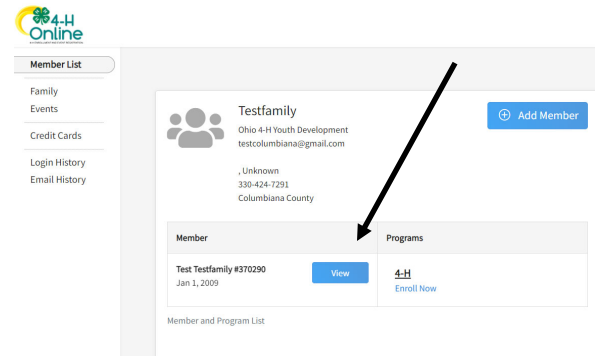 4-H
Online
Member List
Family
Events
Credit Cards
Login History
Email History
Testfamily
Ohio 4-H Youth Development
testcolumbiana@gmail.com
, Unknown
330-424-7291
Columbiana County
Add Member
Member
Programs
Test Testfamily #370290
Jan 1, 2009
View
4-H
Enroll Now
Member and Program List